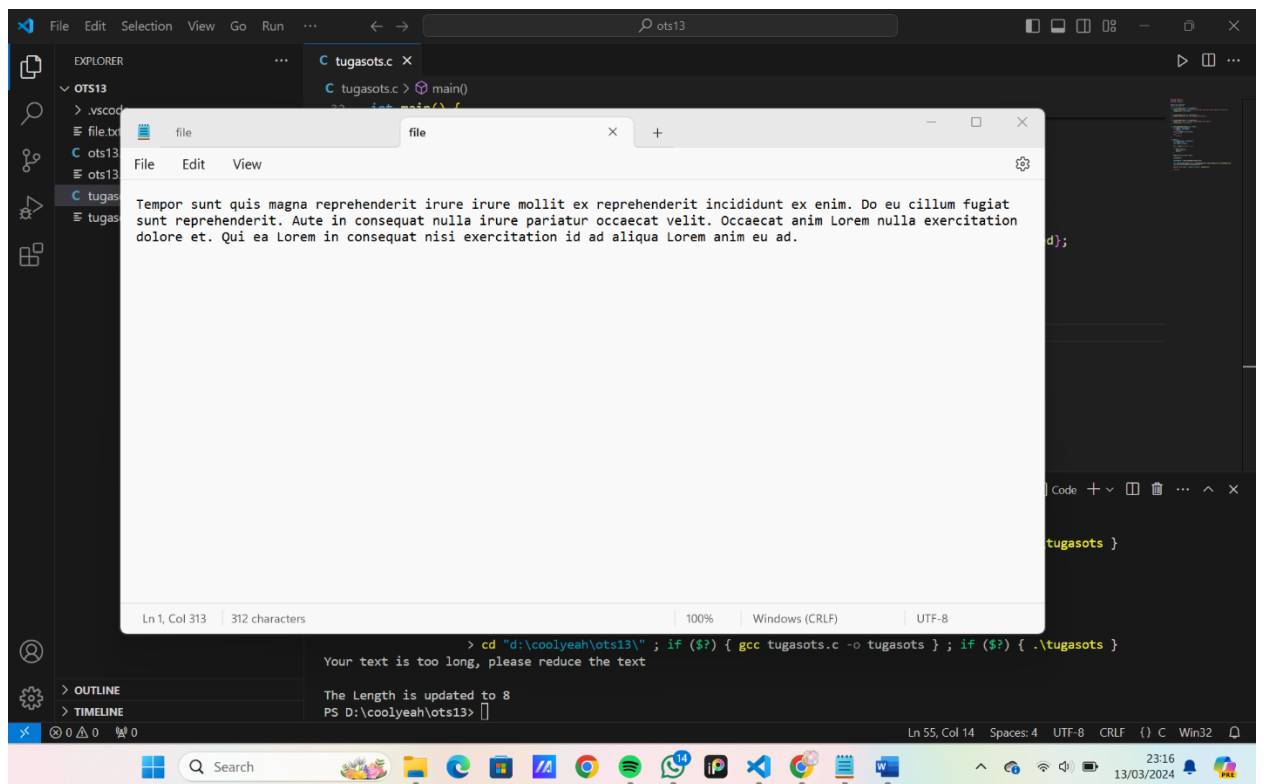 File Edit Selection View Go Run ··· ← → ots13
EXPLORER ···
OTS13
> .vscod
file.txt
C ots13.
ots13.
C tugas
tugas
C tugasots.c ×
C tugasots.c > main()
int main() {
file
file × +
File Edit View
Tempor sunt quis magna reprehenderit irure irure mollit ex reprehenderit incididunt ex enim. Do eu cillum fugiat
sunt reprehenderit. Aute in consequat nulla irure pariatur occaecat velit. Occaecat anim Lorem nulla exercitation
dolore et. Qui ea Lorem in consequat nisi exercitation id ad aliqua Lorem anim eu ad.
Ln 1, Col 313 312 characters 100% Windows (CRLF) UTF-8
d};
Code + ··· ×
\tugasots }
> cd "d:\coolyeah\ots13\" ; if ($?) { gcc tugasots.c -o tugasots } ; if ($?) { .\tugasots }
Your text is too long, please reduce the text
The Length is updated to 8
PS D:\coolyeah\ots13>
> OUTLINE
> TIMELINE
0 0 0 Ln 55, Col 14 Spaces: 4 UTF-8 CRLF {} C Win32
Search 14 23:16
13/03/2024
PRE